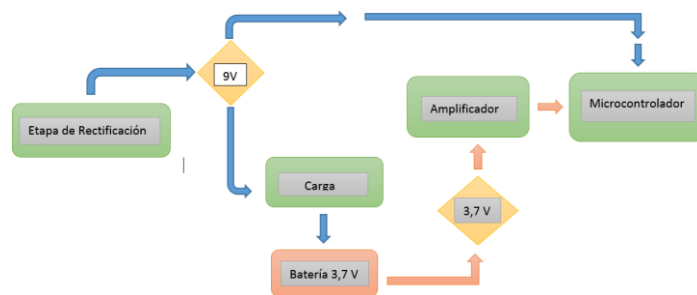 9V
Etapa de Rectificación
Amplificador
Microcontrolador
Carga
3,7 V
Batería 3,7 V